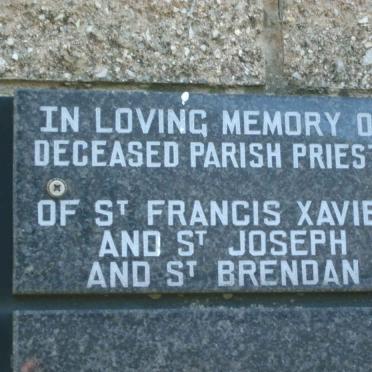 IN LOVING MEMORY O
DECEASED PARISH PRIEST
OF ST FRANCIS XAVIE
AND ST JOSEPH
AND ST BRENDAN